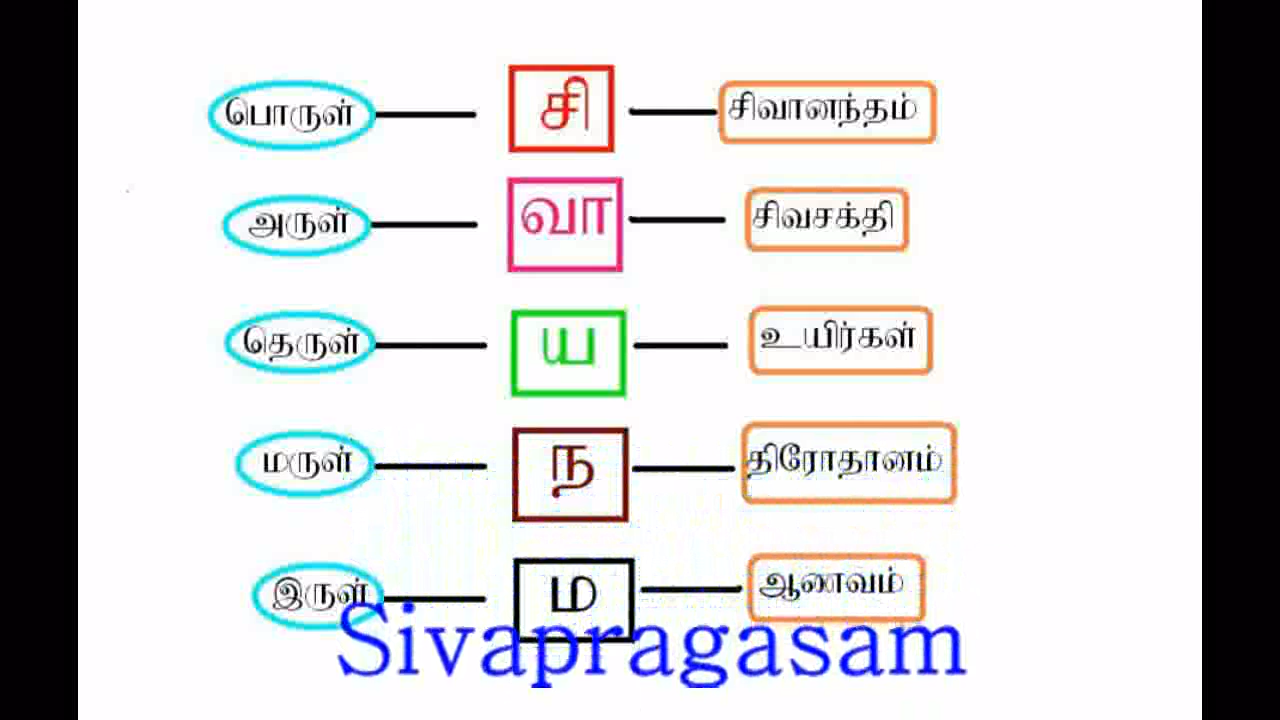 பொருள் சி சிவானந்தம்
அருள் வா சிவசக்தி
தெருள் ய உயிர்கள்
மருள் ந திரோதானம்
இருள் ம ஆணவம்
Sivapragasam